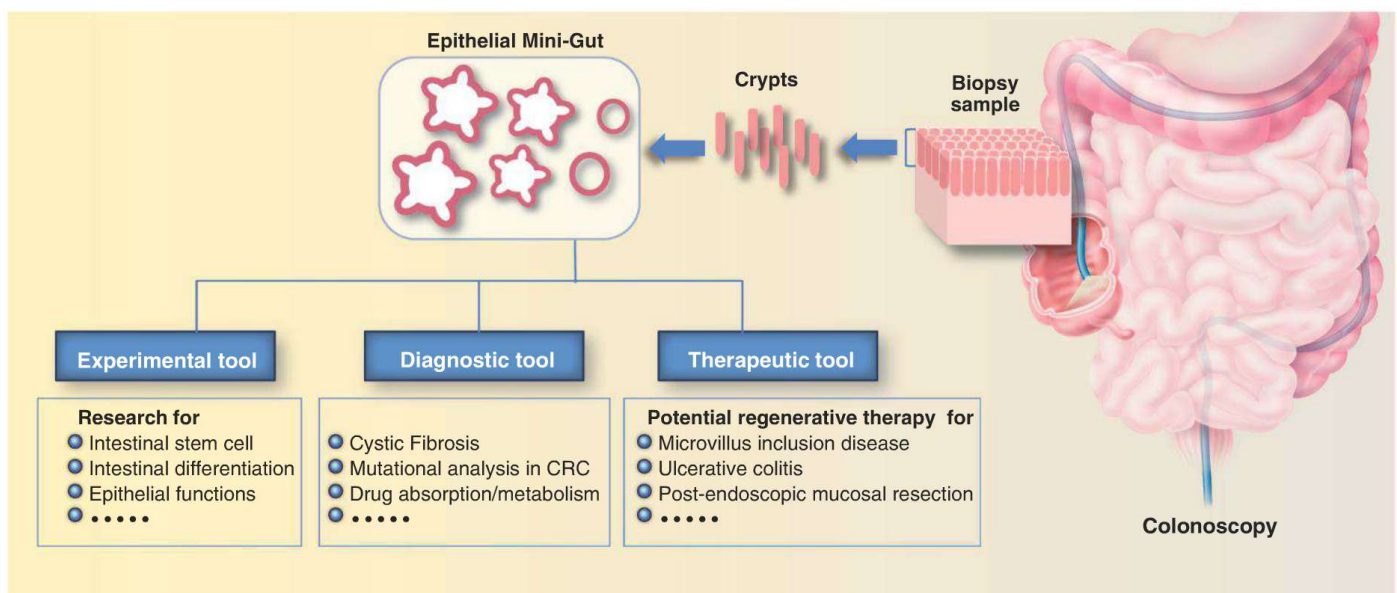 Epithelial Mini-Gut
Crypts
Biopsy
sample
Experimental tool
Diagnostic tool
Therapeutic tool
Research for
Intestinal stem cell
Intestinal differentiation
Epithelial functions
•••••
Cystic Fibrosis
Mutational analysis in CRC
Drug absorption/metabolism
•••••
Potential regenerative therapy for
Microvillus inclusion disease
Ulcerative colitis
Post-endoscopic mucosal resection
•••••
Colonoscopy